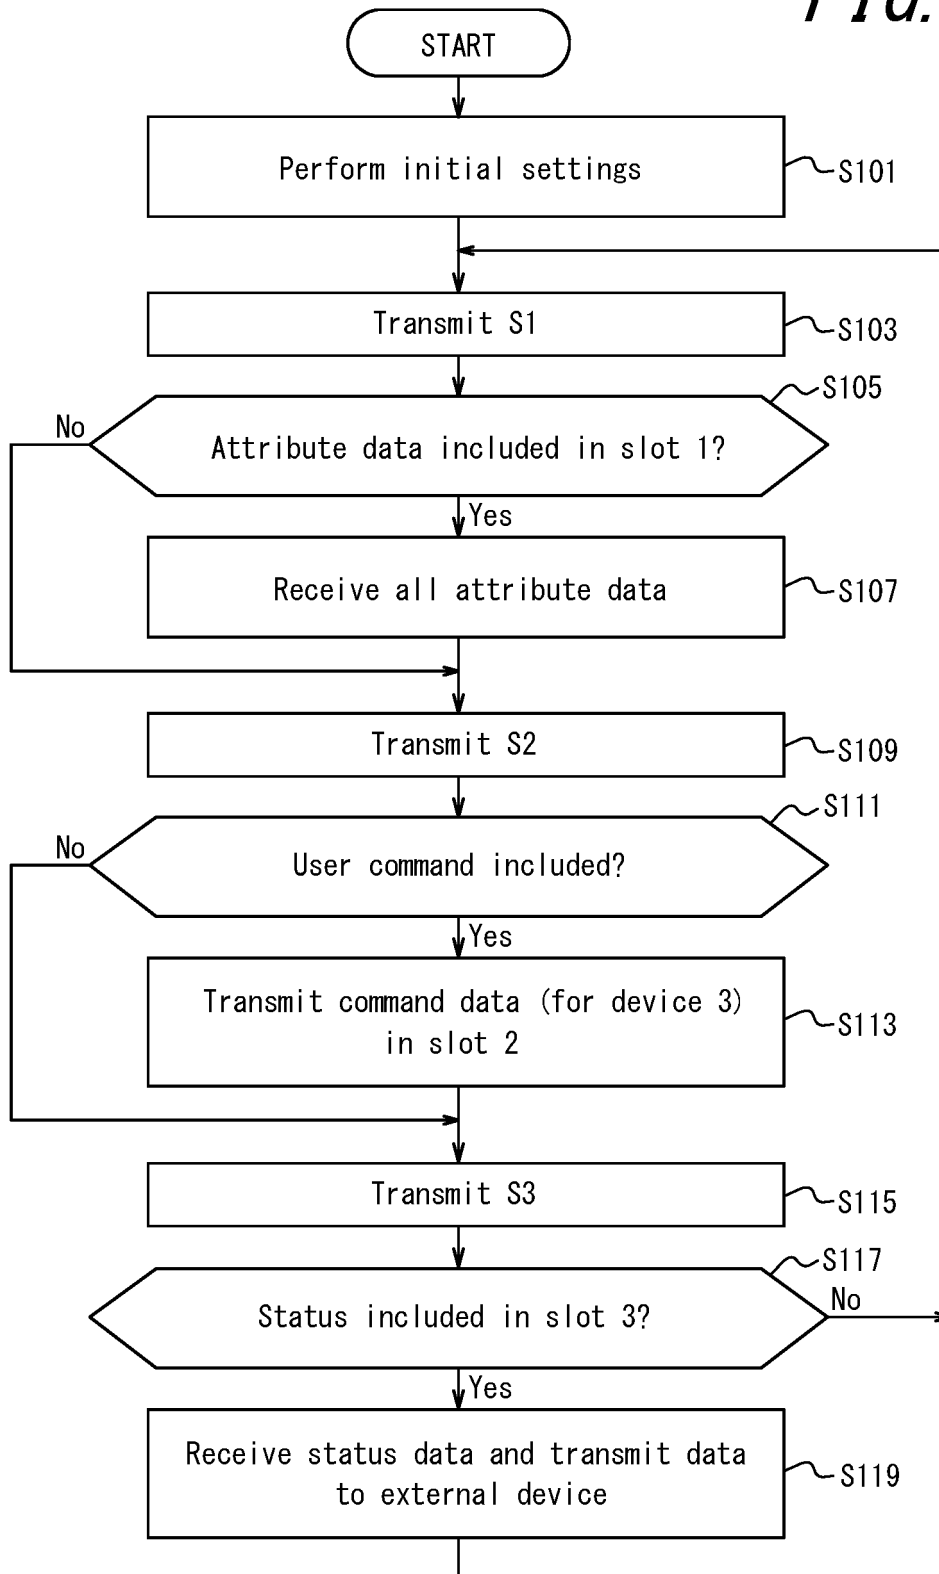 FIG.
START
Perform initial settings
S101
Transmit S1
S103
S105
No
Attribute data included in slot 1?
Yes
Receive all attribute data
S107
Transmit S2
S109
S111
No
User command included?
Yes
Transmit command data (for device 3)
in slot 2
S113
Transmit S3
S115
S117
Status included in slot 3?
No
Yes
Receive status data and transmit data
to external device
S119